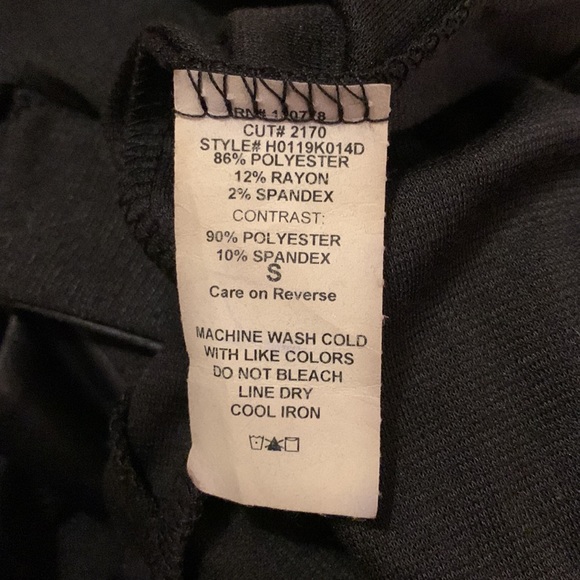 RN#
CUT# 2170
STYLE# H0119K014D
86% POLYESTER
12% RAYON
2% SPANDEX
CONTRAST:
90% POLYESTER
10% SPANDEX
S
Care on Reverse
MACHINE WASH COLD
WITH LIKE COLORS
DO NOT BLEACH
LINE DRY
COOL IRON